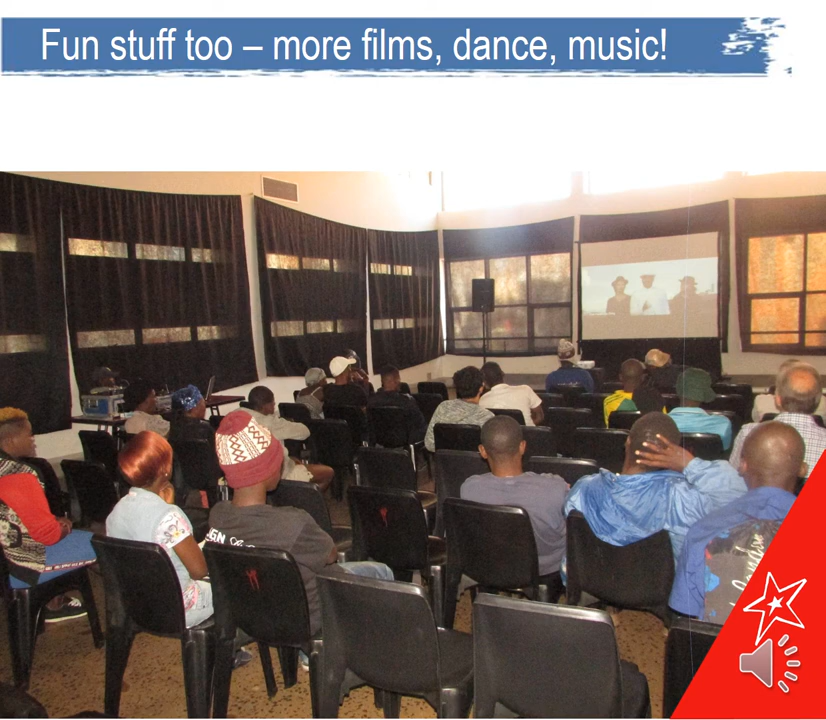 Fun stuff too – more films, dance, music!